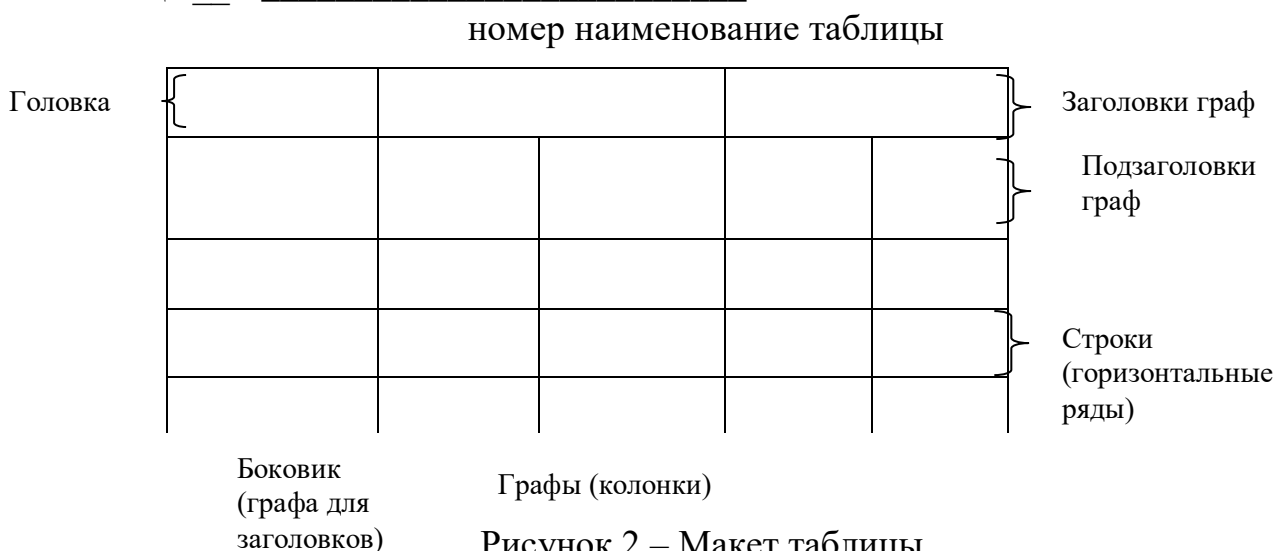 номер наименование таблицы
Головка
Заголовки граф
Подзаголовки
граф
Строки
(горизонтальные
ряды)
Боковик
(графа для
заголовков)
Графы (колонки)
Рисунок 2 – Макет таблицы